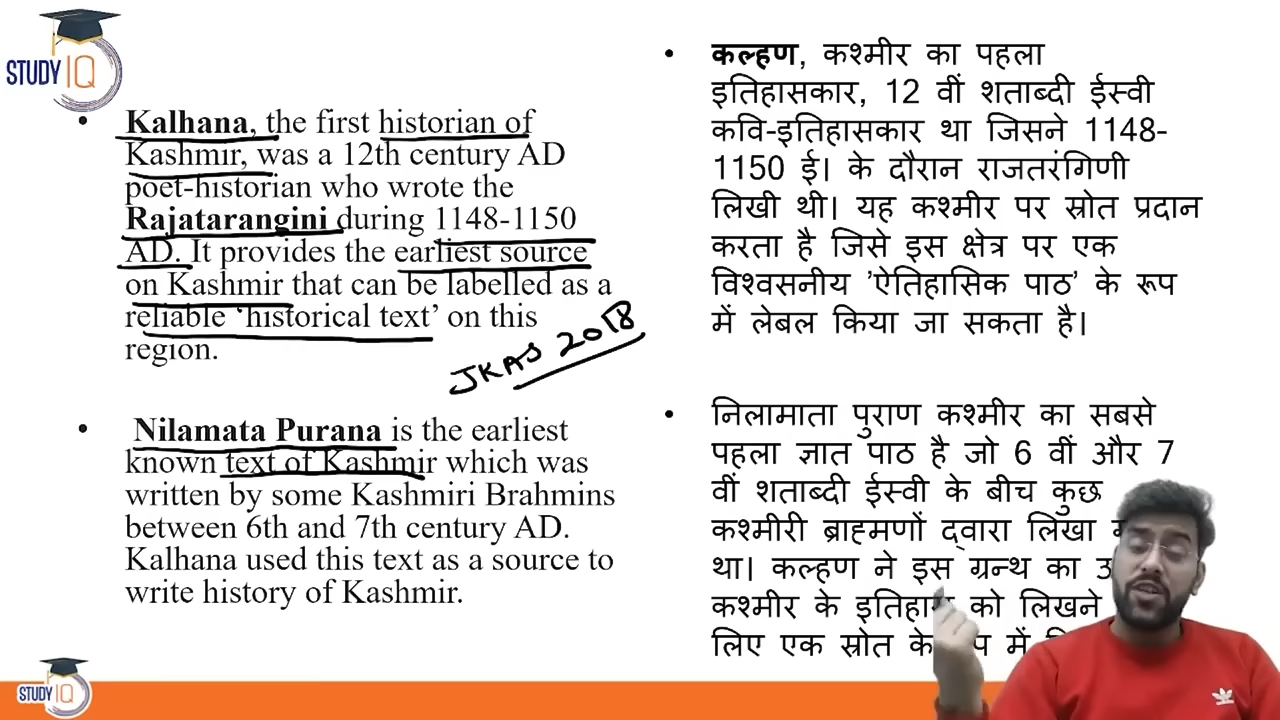 STUDY IQ
• Kalhana, the first historian of
Kashmir, was a 12th century AD
poet-historian who wrote the
Rajatarangini during 1148-1150
AD. It provides the earliest source
on Kashmir that can be labelled as a
reliable ‘historical text’ on this
region.
JKAS 2018
• Nilamata Purana is the earliest
known text of Kashmir which was
written by some Kashmiri Brahmins
between 6th and 7th century AD.
Kalhana used this text as a source to
write history of Kashmir.
• कल्हण, कश्मीर का पहला
इतिहासकार, 12 वीं शताब्दी ईस्वी
कवि-इतिहासकार था जिसने 1148-
1150 ई। के दौरान राजतरंगिणी
लिखी थी। यह कश्मीर पर स्रोत प्रदान
करता है जिसे इस क्षेत्र पर एक
विश्वसनीय ’ऐतिहासिक पाठ’ के रूप
में लेबल किया जा सकता है।
• निलामाता पुराण कश्मीर का सबसे
पहला ज्ञात पाठ है जो 6 वीं और 7
वीं शताब्दी ईस्वी के बीच कुछ
कश्मीरी ब्राह्मणों द्वारा लिखा
था। कल्हण ने इस ग्रन्थ का
कश्मीर के इतिहास को लिखने
लिए एक स्रोत के में
STUDY IQ